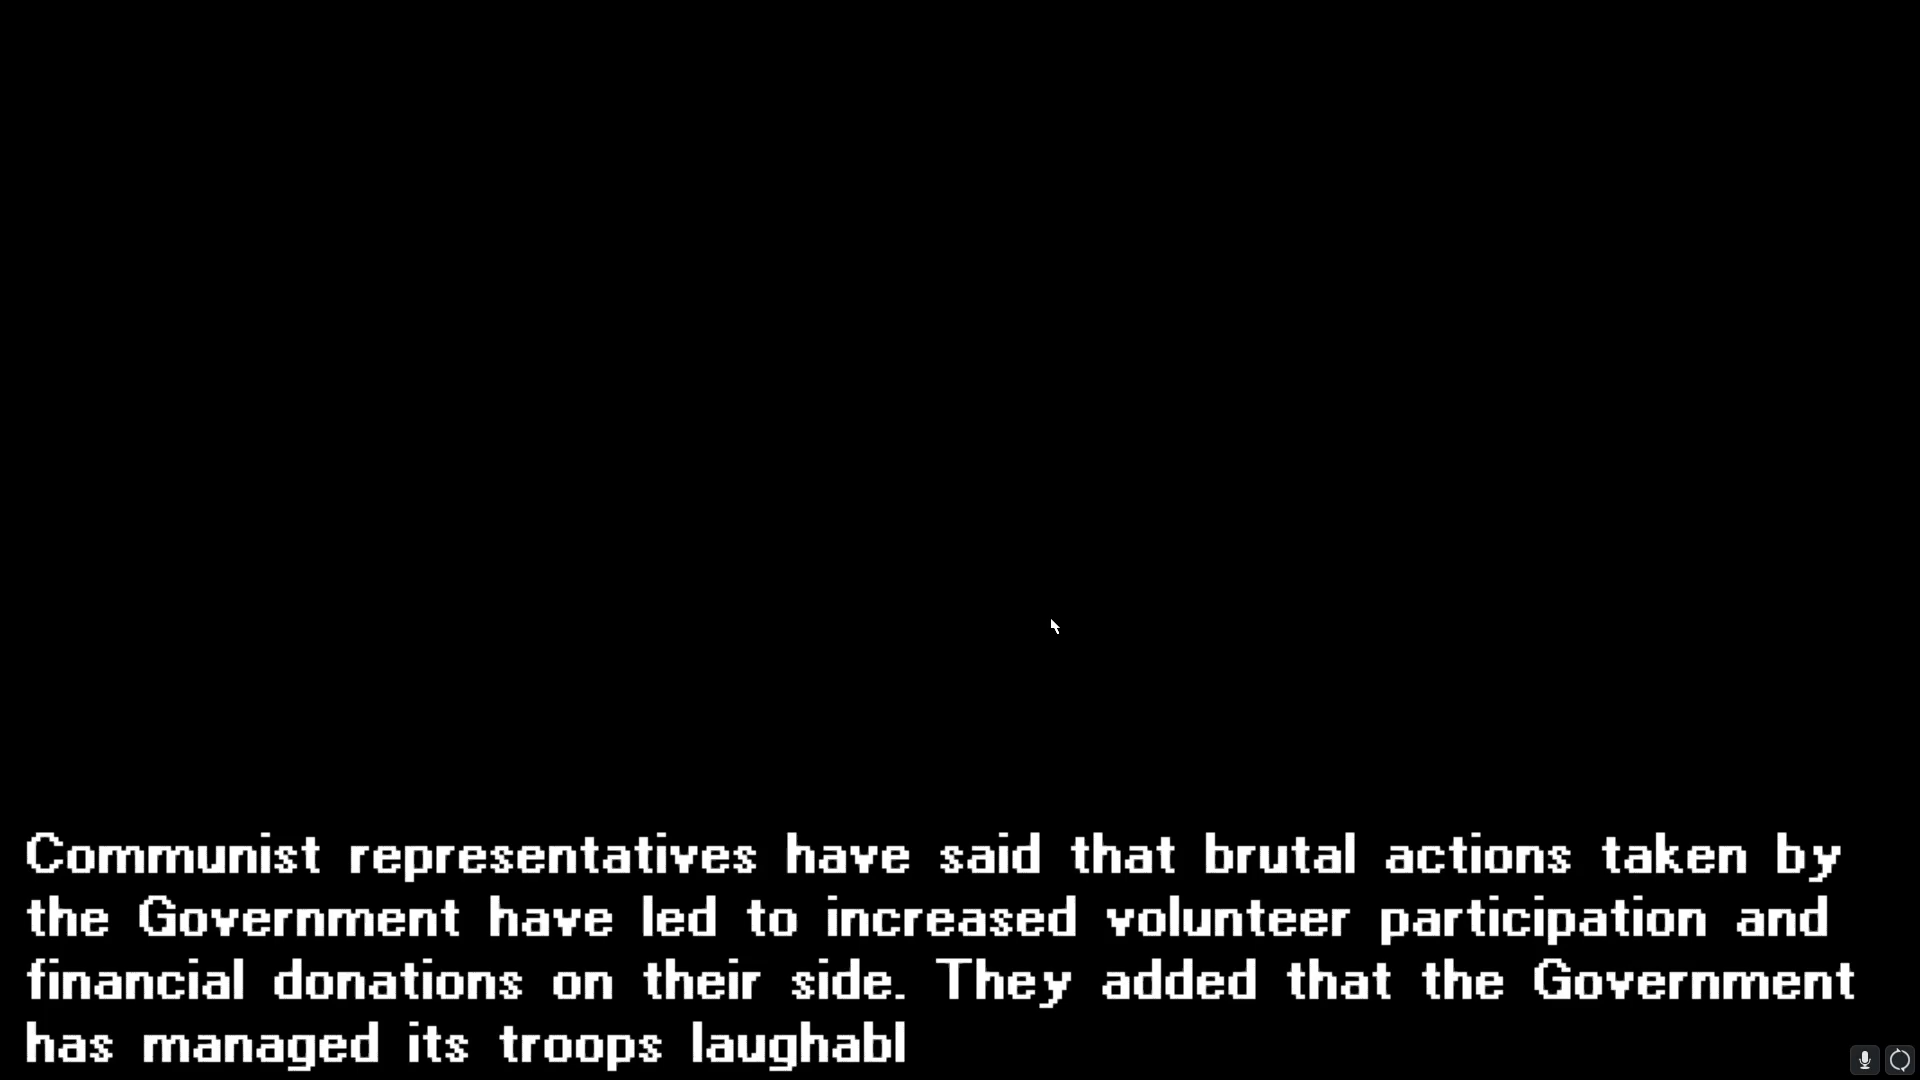 Communist representatives have said that brutal actions taken by
the Government have led to increased volunteer participation and
financial donations on their side. They added that the Government
has managed its troops laughabl